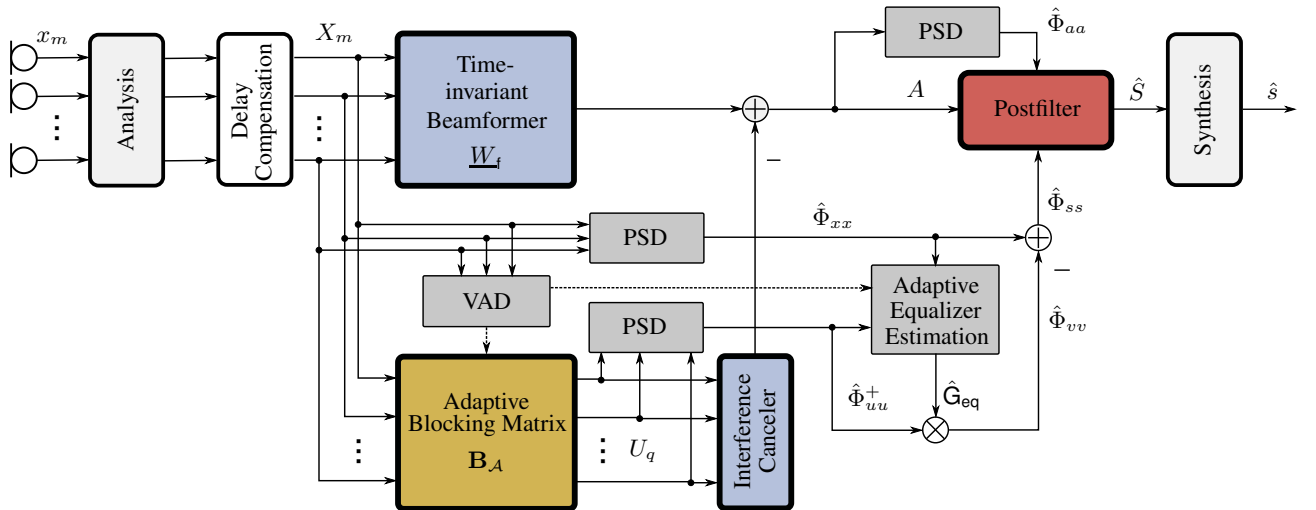 x_m
Analysis
Delay
Compensation
X_m
Time-
invariant
Beamformer
W_f
+
−
PSD
Φ̂_aa
A
Postfilter
Ŝ
Synthesis
ŝ
PSD
Φ̂_xx
+
Φ̂_ss
−
VAD
Adaptive
Equalizer
Estimation
Φ̂_vv
PSD
Adaptive
Blocking Matrix
B_𝒜
U_q
Interference
Canceler
Φ̂⁺_uu
Ĝ_eq
×